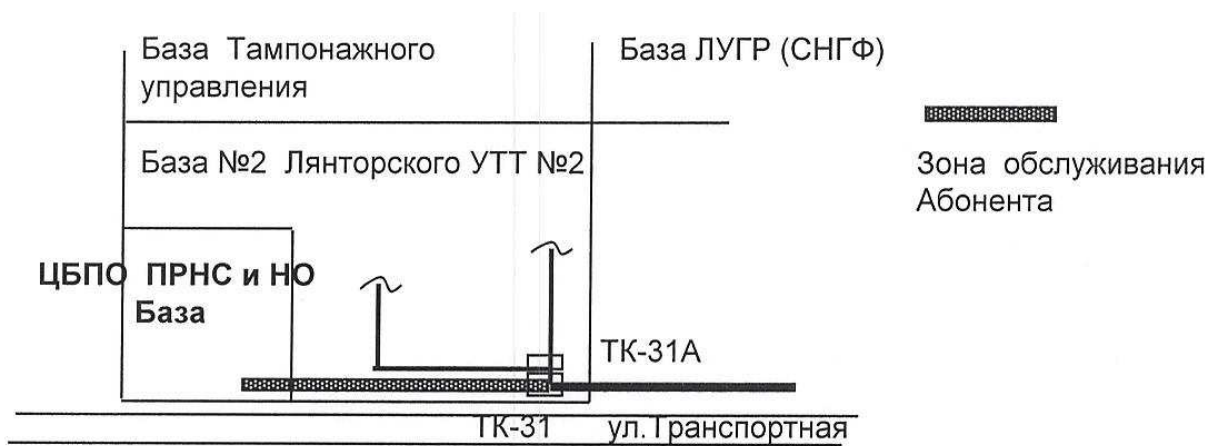 База Тампонажного
управления
База ЛУГР (СНГФ)
База №2 Лянторского УТТ №2
Зона обслуживания
Абонента
ЦБПО ПРНС и НО
База
ТК-31А
ТК-31
ул.Транспортная